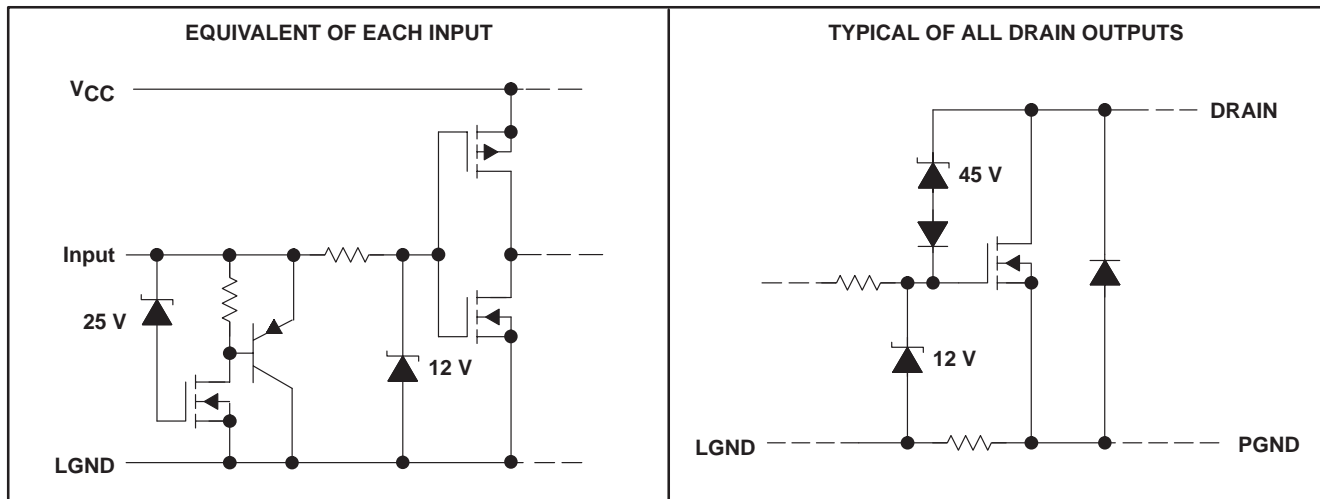 EQUIVALENT OF EACH INPUT
VCC
Input
25 V
12 V
LGND
TYPICAL OF ALL DRAIN OUTPUTS
DRAIN
45 V
12 V
LGND
PGND